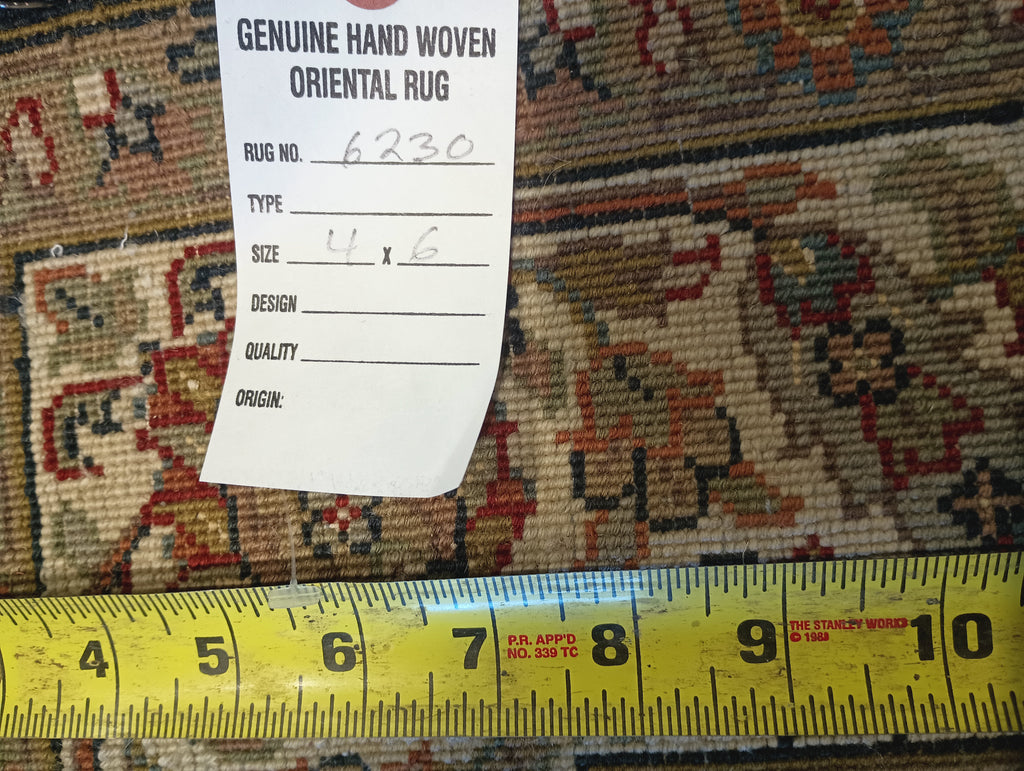 GENUINE HAND WOVEN
ORIENTAL RUG
RUG NO. 6230
TYPE
SIZE 4 X 6
DESIGN
QUALITY
ORIGIN:
4 5 6 7 P.R. APP'D 8 9 THE STANLEY WORKS 10
NO. 339 TC © 1989